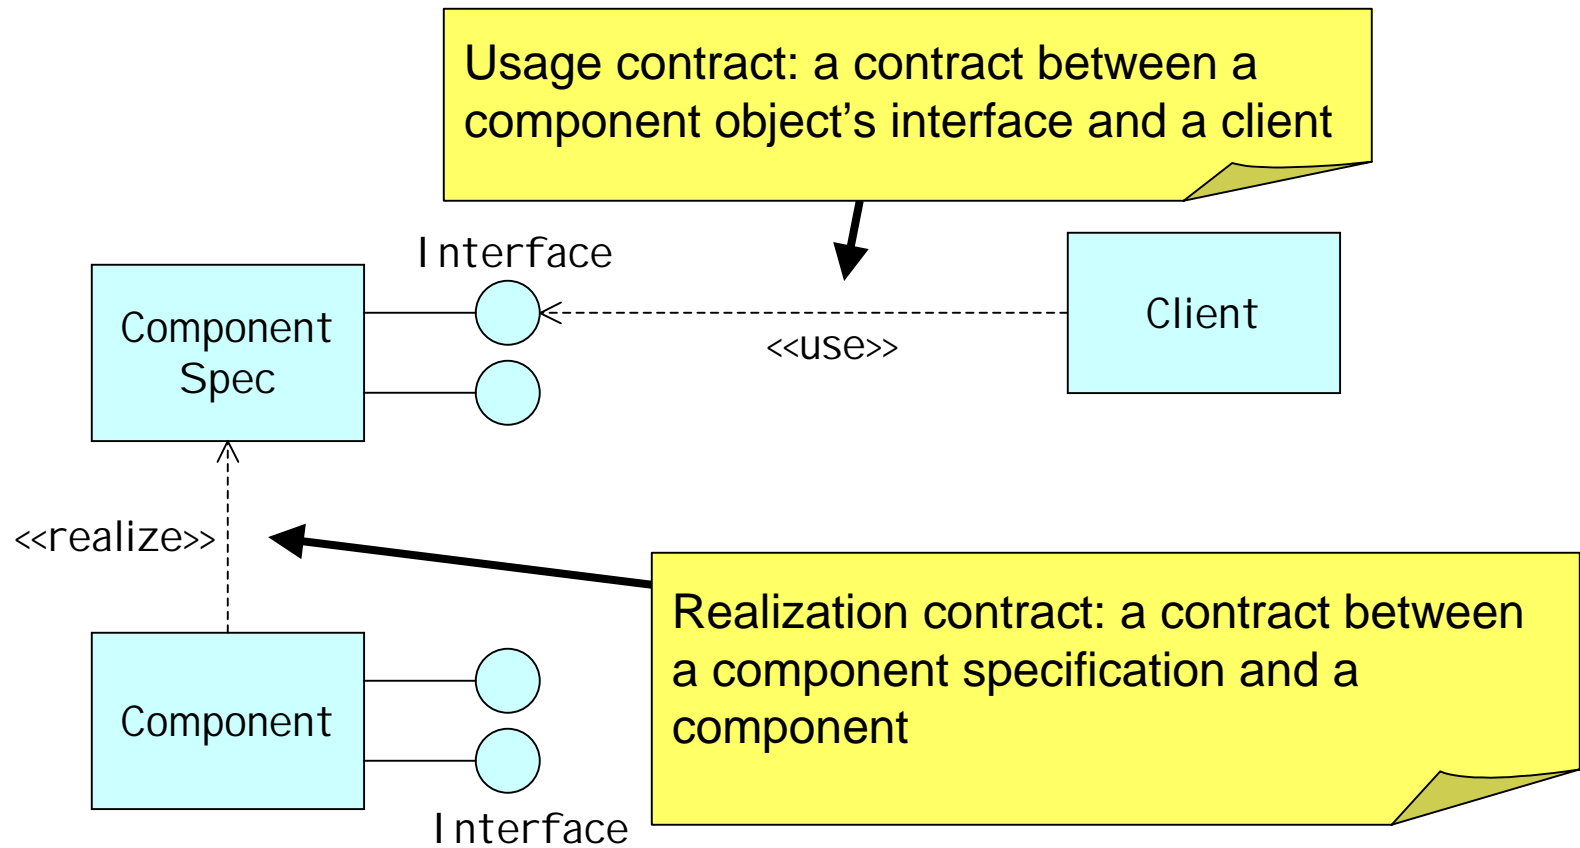 Usage contract: a contract between a
component object’s interface and a client
Interface
Component
Spec
<<use>>
Client
<<realize>>
Realization contract: a contract between
a component specification and a
component
Component
Interface